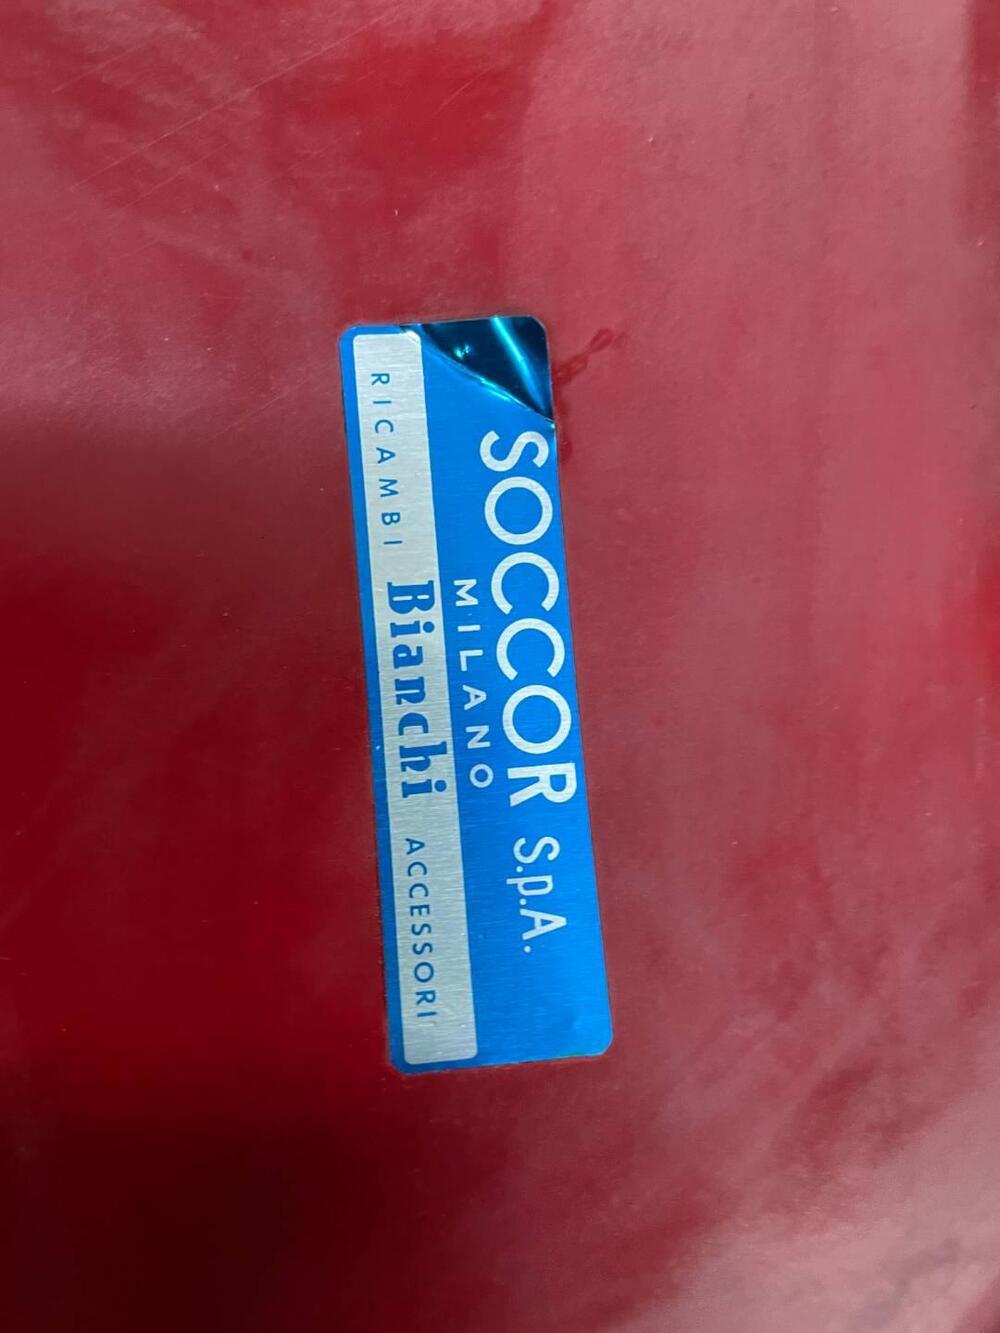 SOCCOR S.p.A.
MILANO
RICAMBI Bianchi ACCESSORI